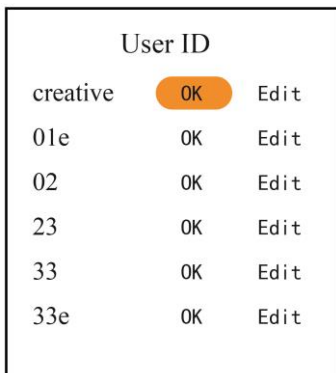 User ID
creative OK Edit
01e OK Edit
02 OK Edit
23 OK Edit
33 OK Edit
33e OK Edit